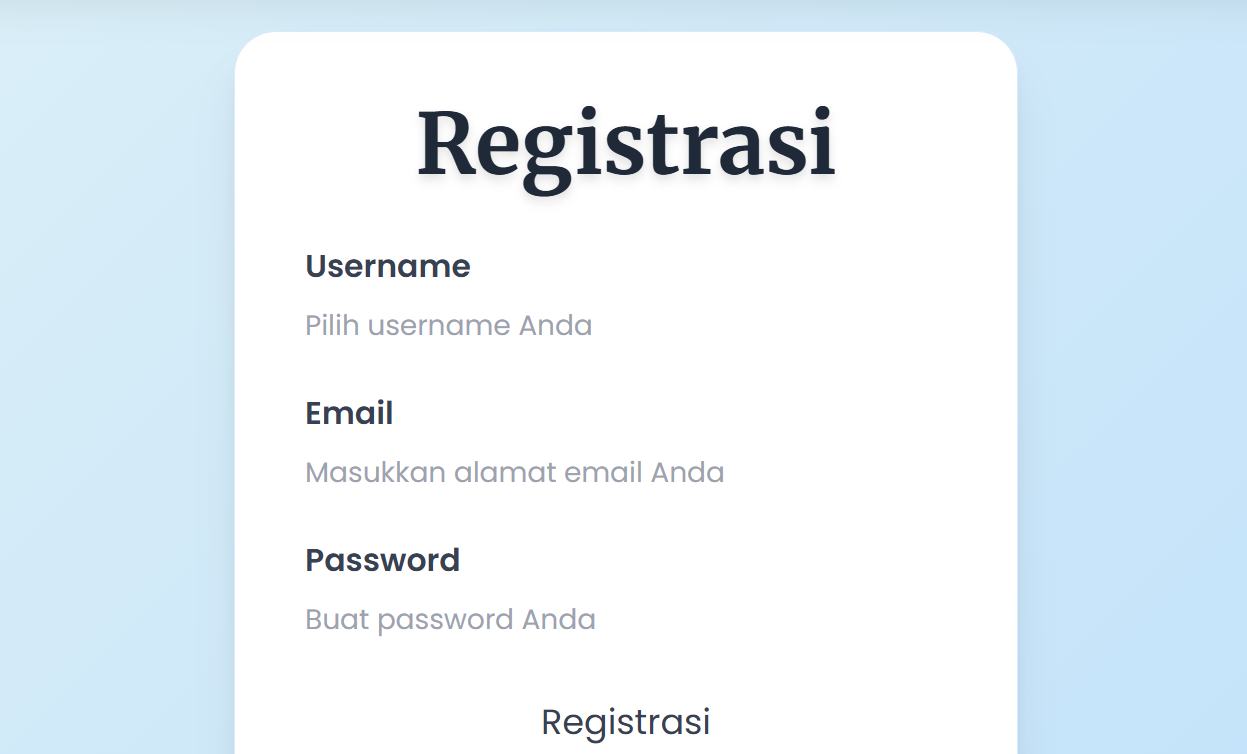 Registrasi
Username
Pilih username Anda
Email
Masukkan alamat email Anda
Password
Buat password Anda
Registrasi